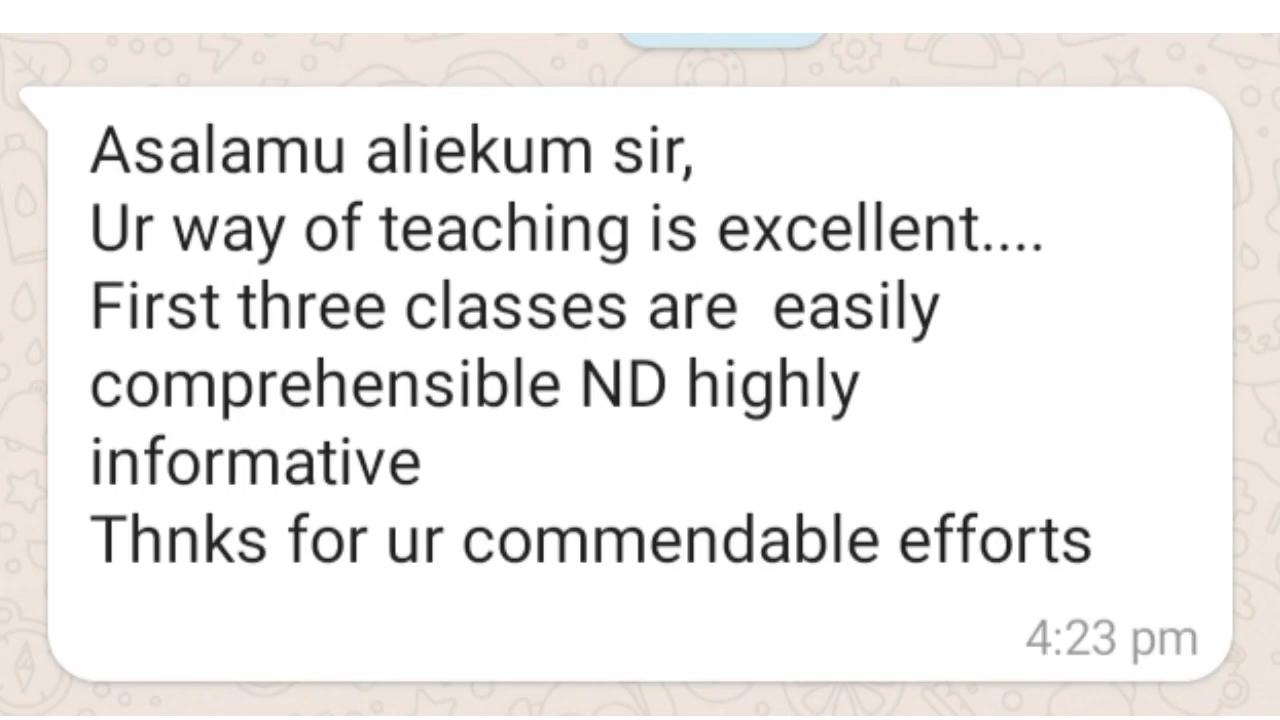 Asalamu aliekum sir,
Ur way of teaching is excellent....
First three classes are  easily
comprehensible ND highly
informative
Thnks for ur commendable efforts
4:23 pm